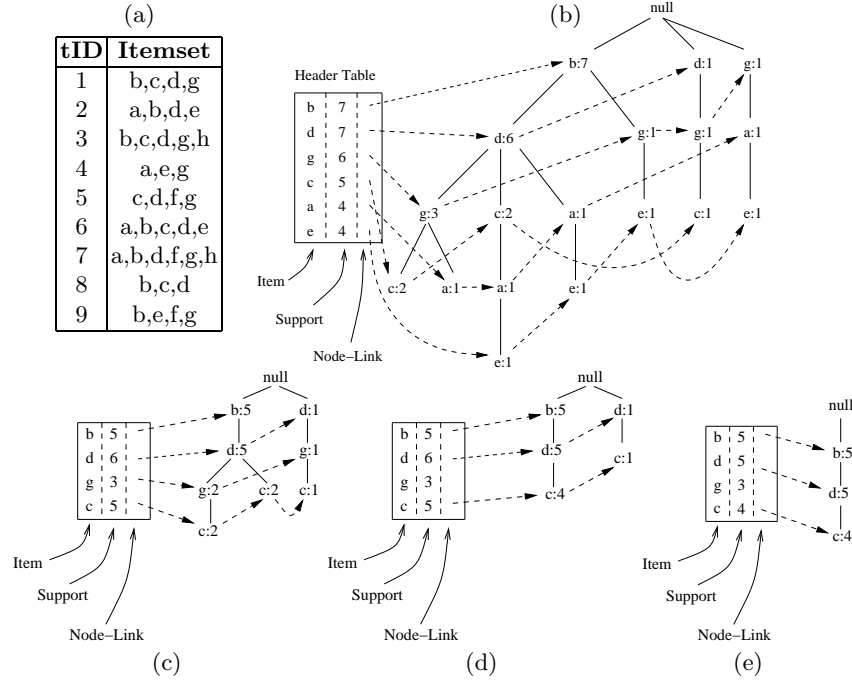 (a)
tID Itemset
1 b,c,d,g
2 a,b,d,e
3 b,c,d,g,h
4 a,e,g
5 c,d,f,g
6 a,b,c,d,e
7 a,b,d,f,g,h
8 b,c,d
9 b,e,f,g
(b)
null
b:7 d:1 g:1
Header Table
b 7
d 7
g 6
c 5
a 4
e 4
d:6 g:1 g:1 a:1
g:3 c:2 a:1 e:1 c:1 e:1
c:2 a:1 a:1 e:1
e:1
Item
Support
Node–Link
null
b:5 d:1
b 5
d 6
g 3
c 5
d:5 g:1
g:2 c:2 c:1
c:2
Item
Support
Node–Link
(c)
null
b:5 d:1
b 5
d 6
g 3
c 5
d:5 c:1
c:4
Item
Support
Node–Link
(d)
null
b 5
d 5
g 3
c 4
b:5
d:5
c:4
Item
Support
Node–Link
(e)